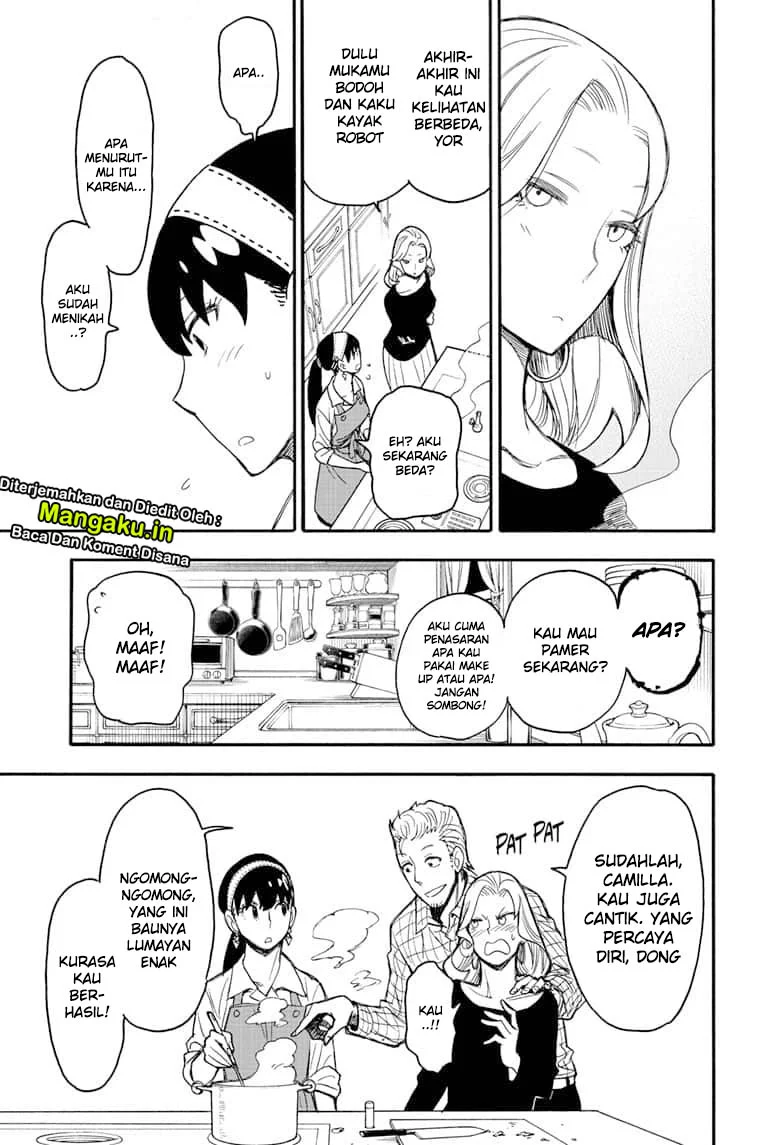 AKHIR-
AKHIR INI
KAU
KELIHATAN
BERBEDA,
YOR
DULU
MUKAMU
BODOH
DAN KAKU
KAYAK
ROBOT
EH? AKU
SEKARANG
BEDA?
APA..
APA
MENURUT-
MU ITU
KARENA...
AKU
SUDAH
MENIKAH
..?
Diterjemahkan dan Diedit Oleh :
Mangaku.in
Baca Dan Koment Disana
APA?
KAU MAU
PAMER
SEKARANG?
AKU CUMA
PENASARAN
APA KAU
PAKAI MAKE
UP ATAU APA!
JANGAN
SOMBONG!
OH,
MAAF!
MAAF!
PAT PAT
SUDAHLAH,
CAMILLA.
KAU JUGA
CANTIK. YANG
PERCAYA
DIRI, DONG
KAU
..!!
NGOMONG-
NGOMONG,
YANG INI
BAUNYA
LUMAYAN
ENAK
KURASA
KAU
BER-
HASIL!